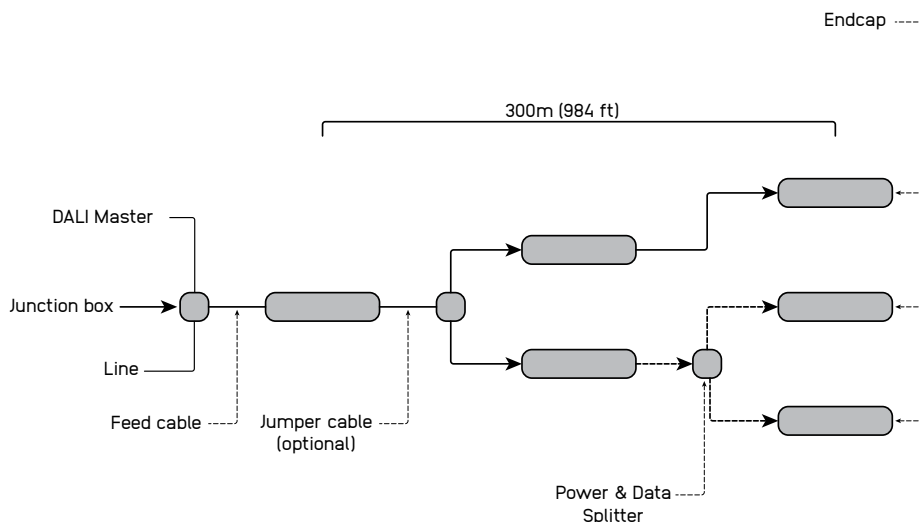 Endcap
300m (984 ft)
DALI Master
Junction box
Line
Feed cable
Jumper cable
(optional)
Power & Data
Splitter